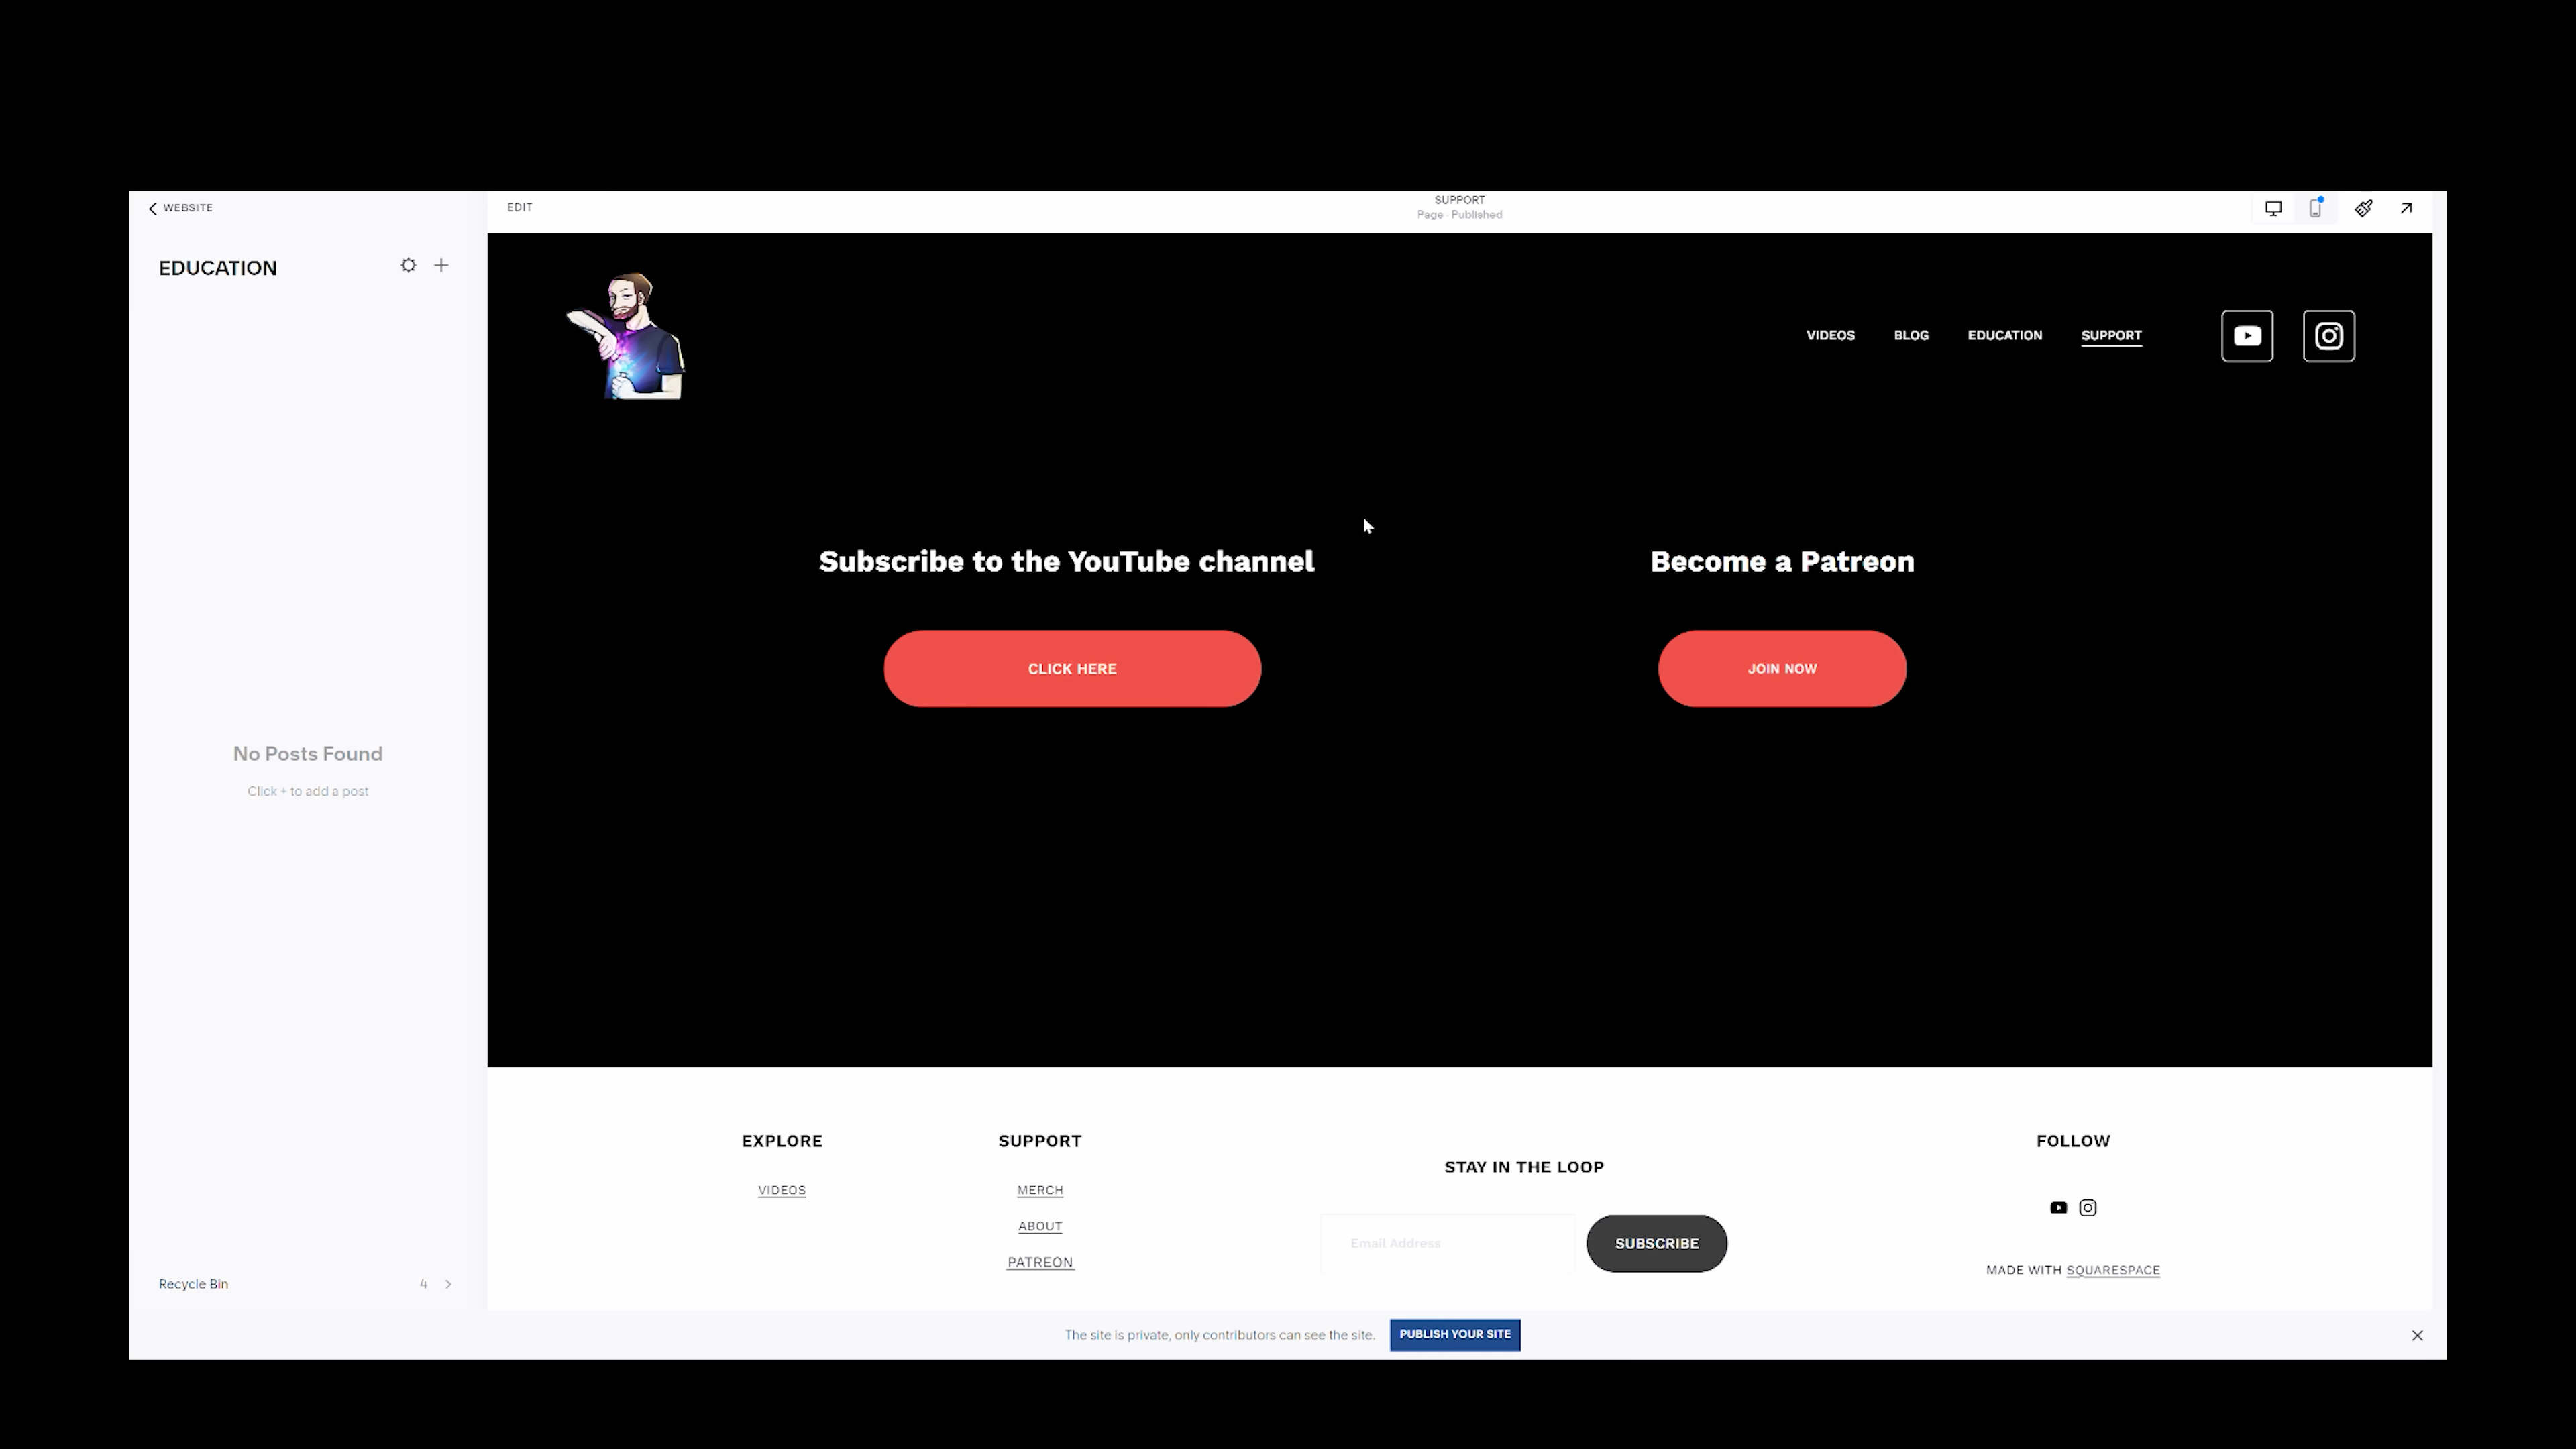 WEBSITE
EDIT
SUPPORT
Page · Published
EDUCATION
VIDEOS
BLOG
EDUCATION
SUPPORT
Subscribe to the YouTube channel
Become a Patreon
CLICK HERE
JOIN NOW
No Posts Found
Click + to add a post
EXPLORE
VIDEOS
SUPPORT
MERCH
ABOUT
PATREON
STAY IN THE LOOP
Email Address
SUBSCRIBE
FOLLOW
MADE WITH SQUARESPACE
Recycle Bin
4
The site is private, only contributors can see the site.
PUBLISH YOUR SITE